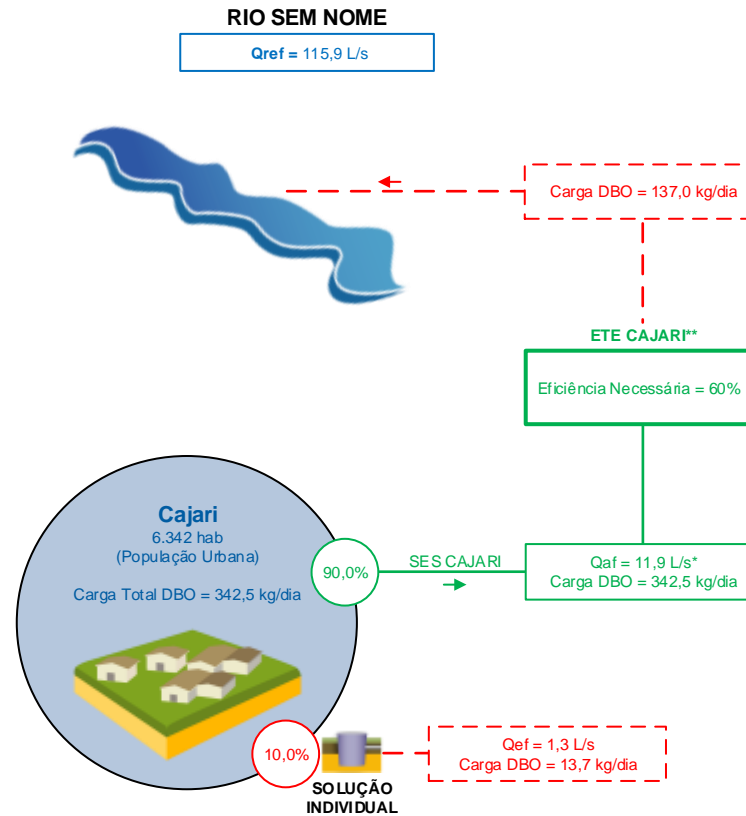 RIO SEM NOME
Qref = 115,9 L/s
Carga DBO = 137,0 kg/dia
ETE CAJARI**
Eficiência Necessária = 60%
Cajari
6.342 hab
(População Urbana)
Carga Total DBO = 342,5 kg/dia
90,0%
SES CAJARI
Qaf = 11,9 L/s*
Carga DBO = 342,5 kg/dia
10,0%
SOLUÇÃO
INDIVIDUAL
Qef = 1,3 L/s
Carga DBO = 13,7 kg/dia